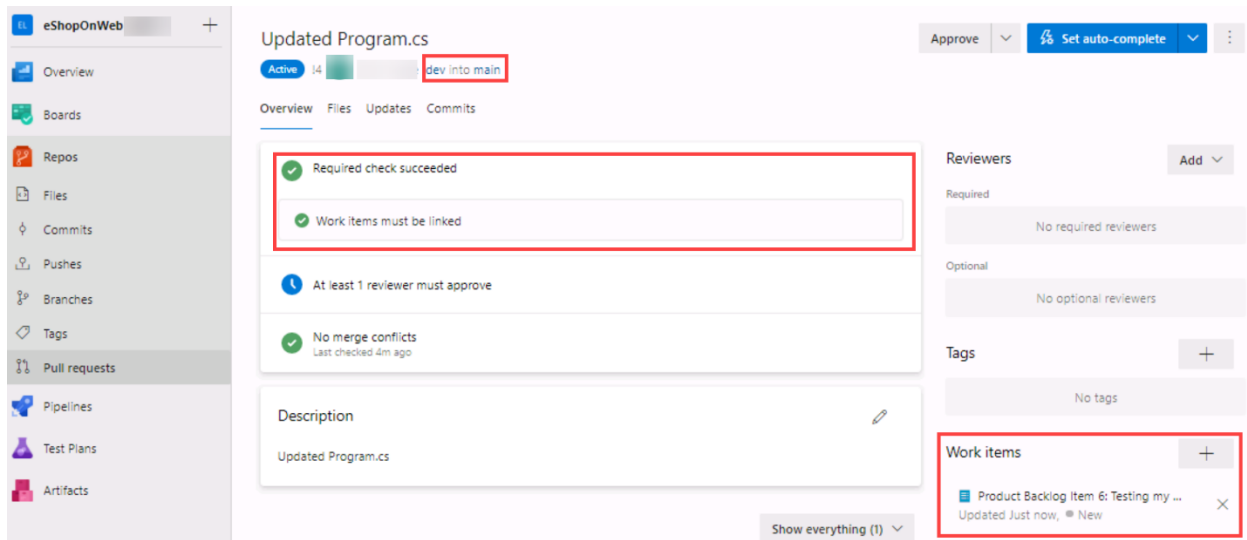 EL eShopOnWeb
Overview
Boards
Repos
Files
Commits
Pushes
Branches
Tags
Pull requests
Pipelines
Test Plans
Artifacts
Updated Program.cs
Active !4 dev into main
Approve
Set auto-complete
Overview Files Updates Commits
Required check succeeded
Work items must be linked
At least 1 reviewer must approve
No merge conflicts
Last checked 4m ago
Description
Updated Program.cs
Show everything (1)
Reviewers
Add
Required
No required reviewers
Optional
No optional reviewers
Tags
No tags
Work items
Product Backlog Item 6: Testing my ...
Updated Just now, New